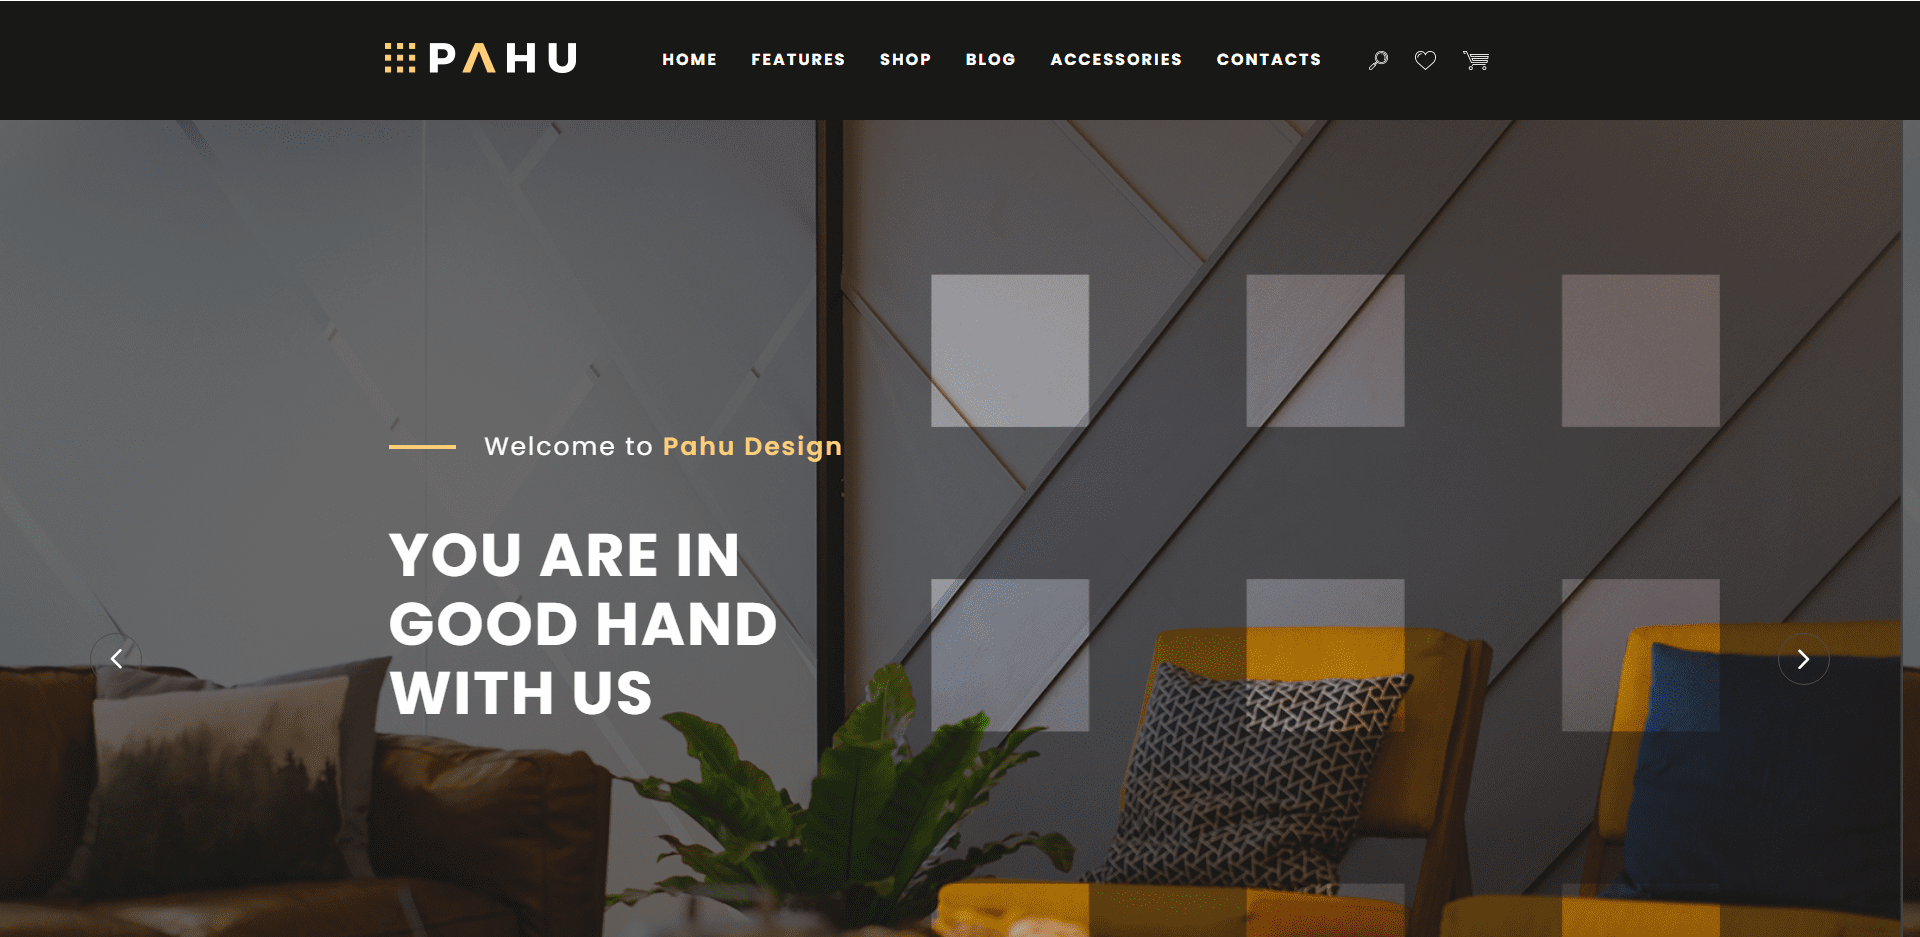 PAHU
HOME FEATURES SHOP BLOG ACCESSORIES CONTACTS
Welcome to Pahu Design
YOU ARE IN
GOOD HAND
WITH US